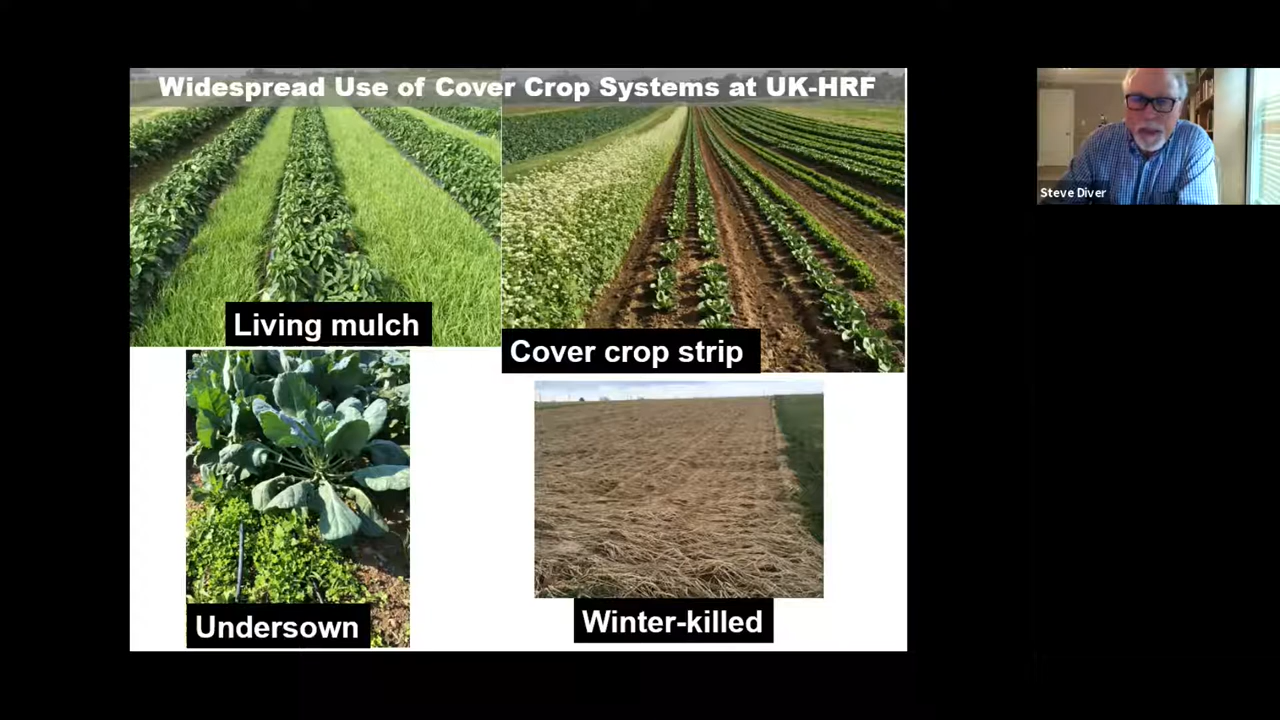 Widespread Use of Cover Crop Systems at UK-HRF
Steve Diver
Living mulch
Cover crop strip
Undersown
Winter-killed